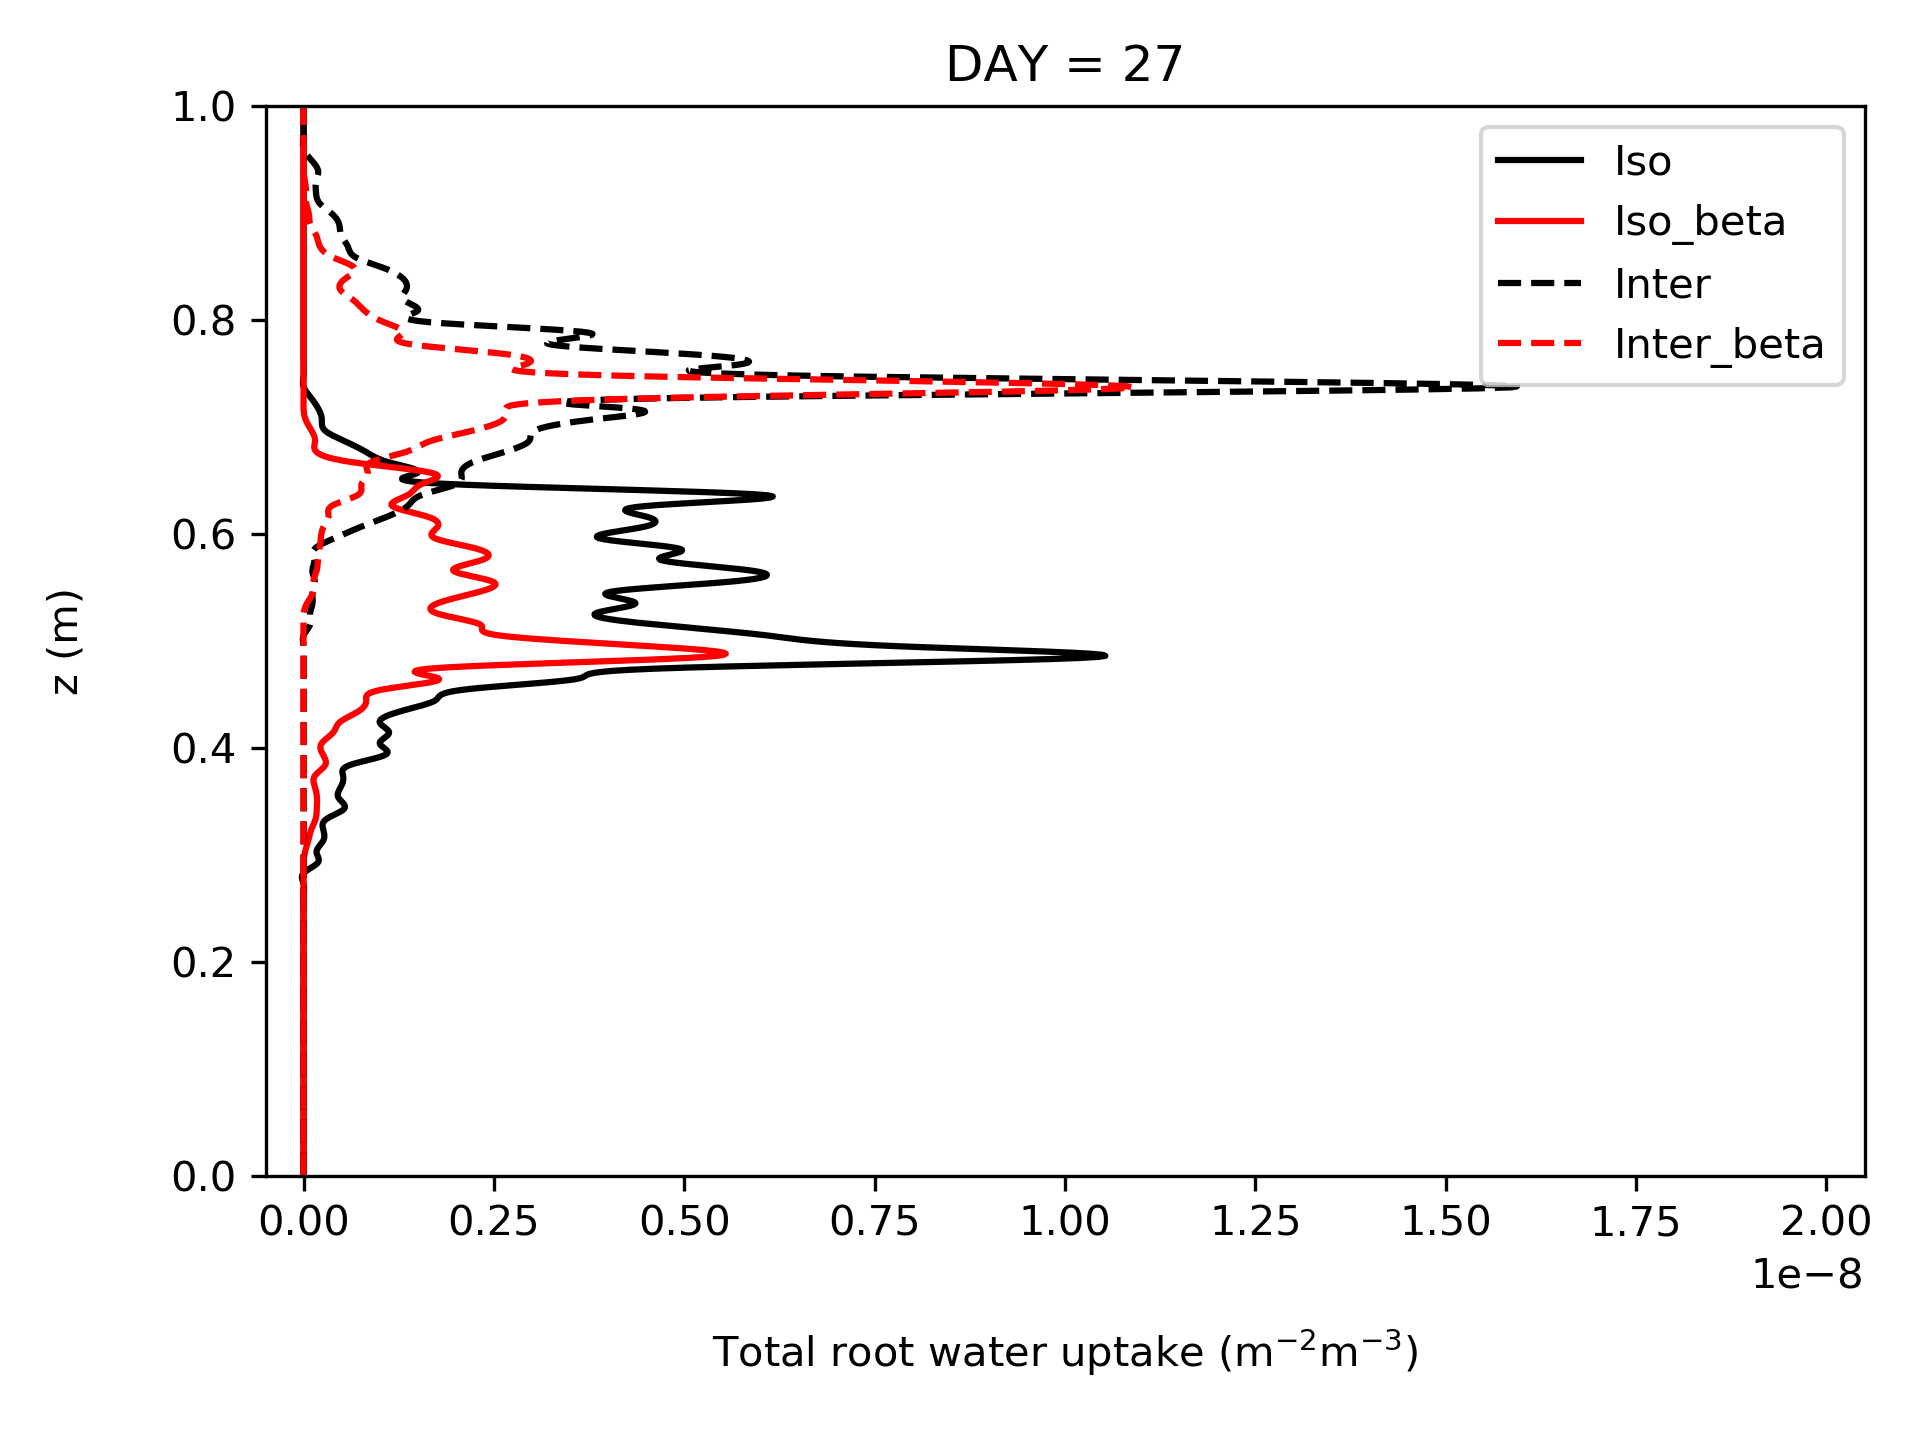 DAY = 27
1.0
0.8
0.6
0.4
0.2
0.0
z (m)
Iso
Iso_beta
Inter
Inter_beta
0.00 0.25 0.50 0.75 1.00 1.25 1.50 1.75 2.00
1e−8
Total root water uptake (m⁻²m⁻³)